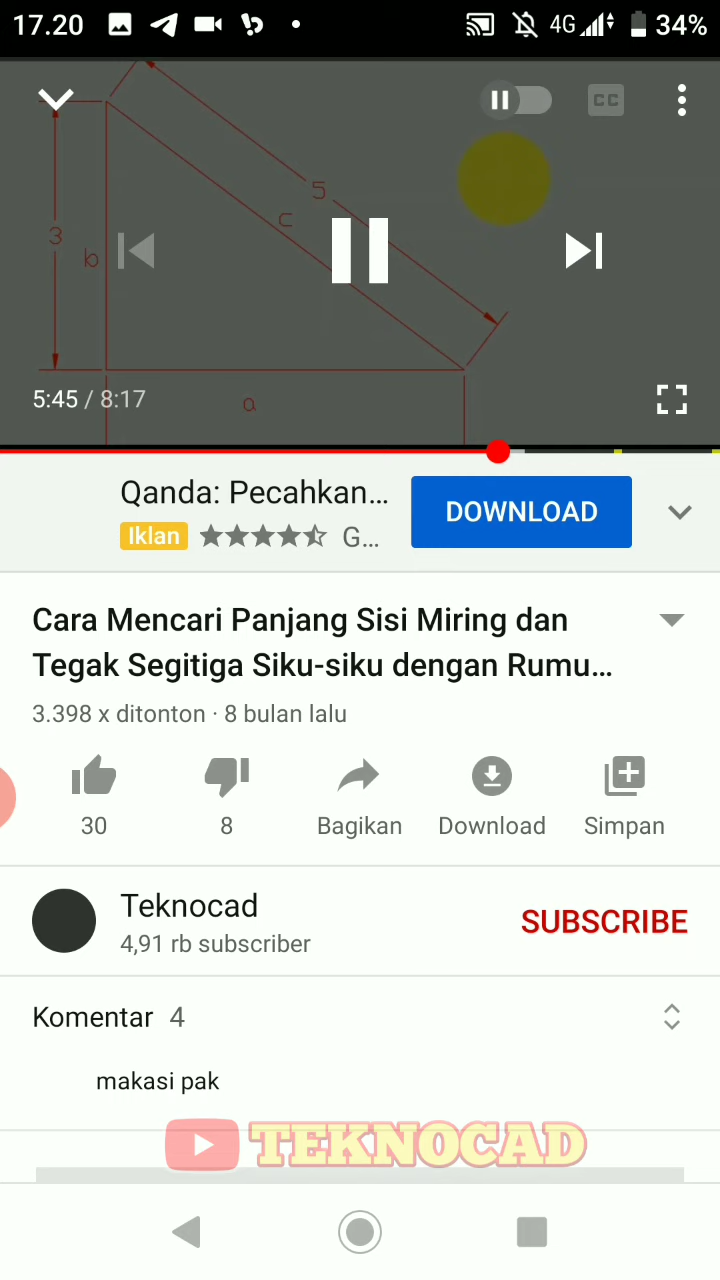 17.20
4G
34%
CC
5
c
3
b
5:45 / 8:17
a
Qanda: Pecahkan...
DOWNLOAD
Iklan
G...
Cara Mencari Panjang Sisi Miring dan
Tegak Segitiga Siku-siku dengan Rumu...
3.398 x ditonton · 8 bulan lalu
30
8
Bagikan
Download
Simpan
Teknocad
4,91 rb subscriber
SUBSCRIBE
Komentar 4
makasi pak
TEKNOCAD